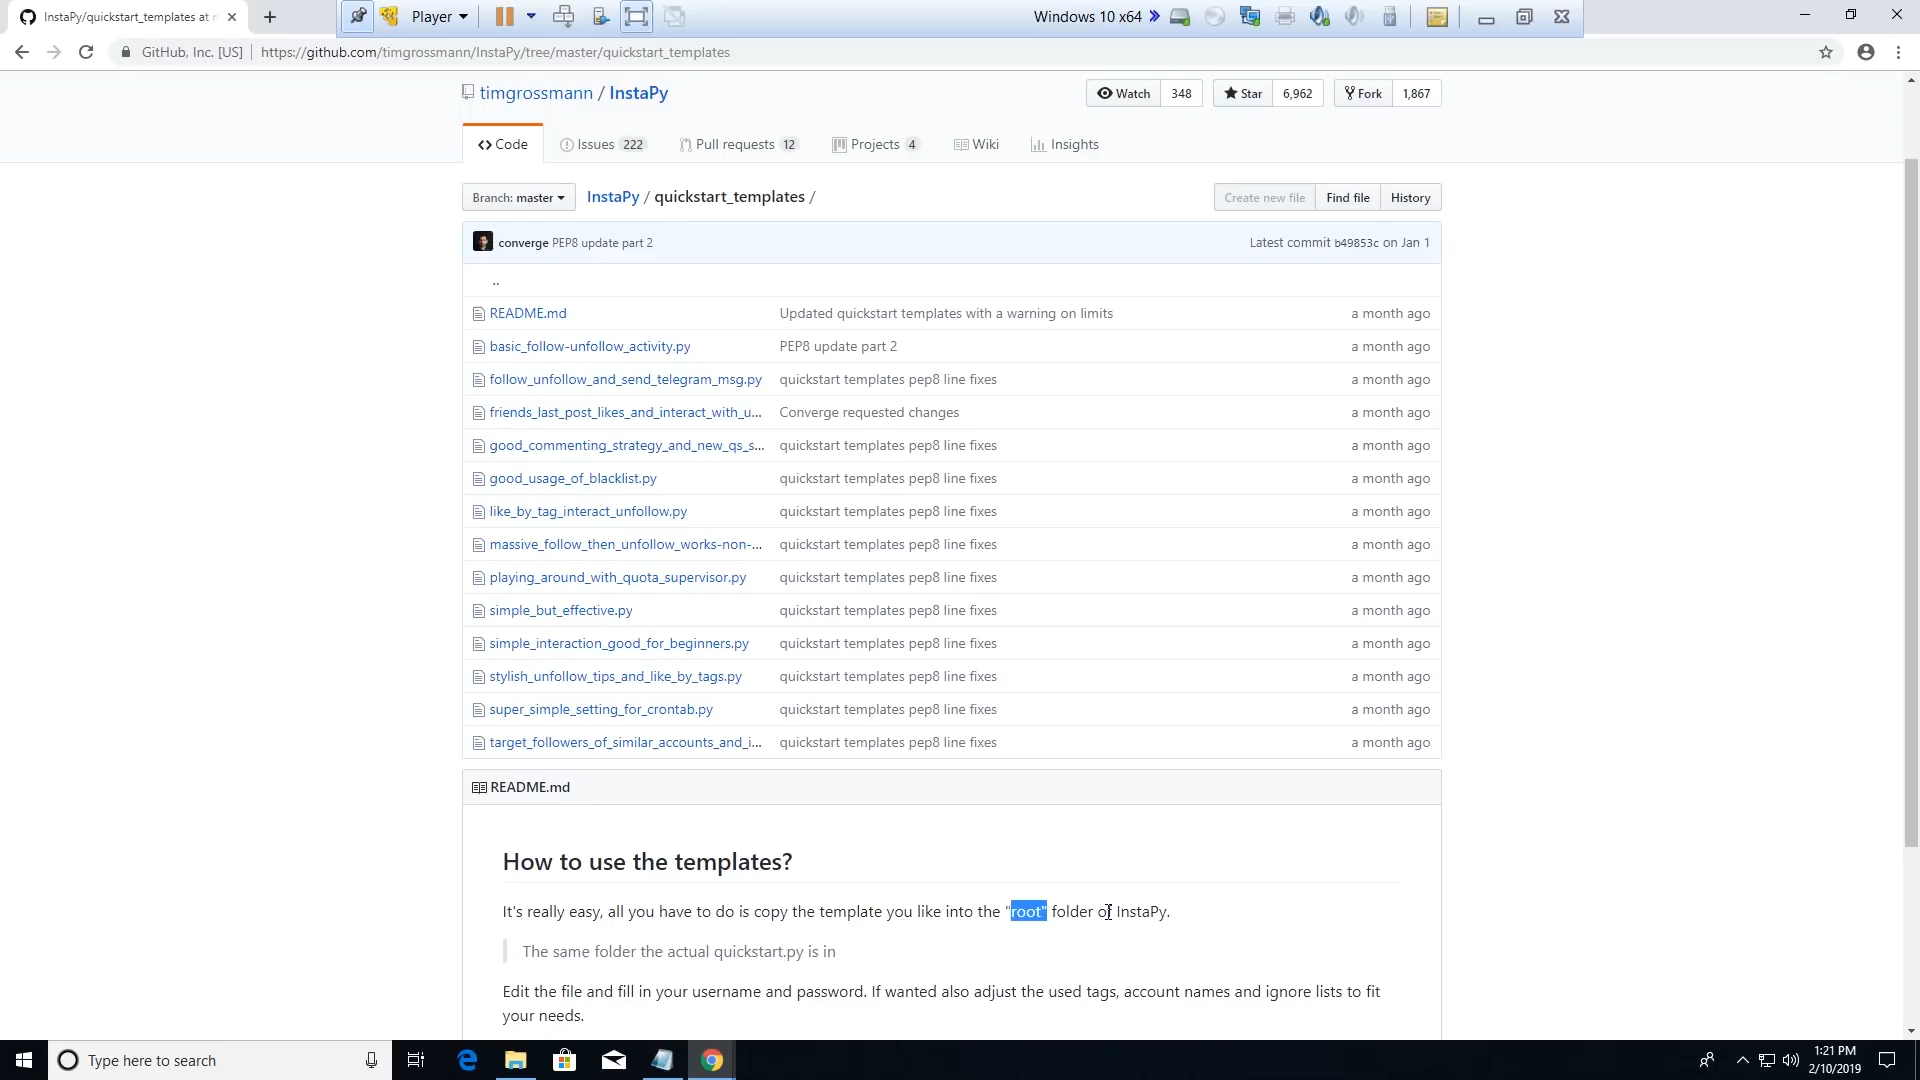 InstaPy/quickstart_templates at m
Player
Windows 10 x64
GitHub, Inc. [US]
https://github.com/timgrossmann/InstaPy/tree/master/quickstart_templates
timgrossmann / InstaPy
Watch 348
Star 6,962
Fork 1,867
Code
Issues 222
Pull requests 12
Projects 4
Wiki
Insights
Branch: master
InstaPy / quickstart_templates /
Create new file
Find file
History
converge PEP8 update part 2
Latest commit b49853c on Jan 1
..
README.md Updated quickstart templates with a warning on limits a month ago
basic_follow-unfollow_activity.py PEP8 update part 2 a month ago
follow_unfollow_and_send_telegram_msg.py quickstart templates pep8 line fixes a month ago
friends_last_post_likes_and_interact_with_u... Converge requested changes a month ago
good_commenting_strategy_and_new_qs_s... quickstart templates pep8 line fixes a month ago
good_usage_of_blacklist.py quickstart templates pep8 line fixes a month ago
like_by_tag_interact_unfollow.py quickstart templates pep8 line fixes a month ago
massive_follow_then_unfollow_works-non-... quickstart templates pep8 line fixes a month ago
playing_around_with_quota_supervisor.py quickstart templates pep8 line fixes a month ago
simple_but_effective.py quickstart templates pep8 line fixes a month ago
simple_interaction_good_for_beginners.py quickstart templates pep8 line fixes a month ago
stylish_unfollow_tips_and_like_by_tags.py quickstart templates pep8 line fixes a month ago
super_simple_setting_for_crontab.py quickstart templates pep8 line fixes a month ago
target_followers_of_similar_accounts_and_i... quickstart templates pep8 line fixes a month ago
README.md
How to use the templates?
It's really easy, all you have to do is copy the template you like into the "root" folder of InstaPy.
The same folder the actual quickstart.py is in
Edit the file and fill in your username and password. If wanted also adjust the used tags, account names and ignore lists to fit
your needs.
Type here to search
1:21 PM
2/10/2019